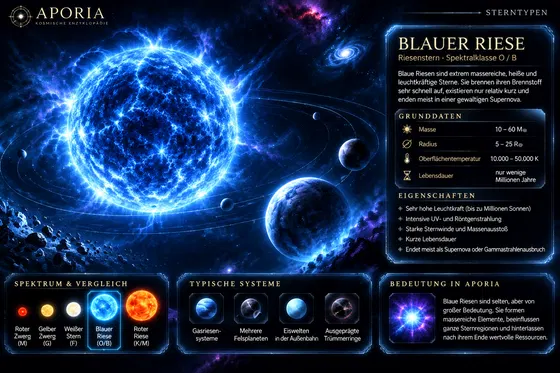 APORIA
KOSMISCHE ENZYKLOPÄDIE
STERNTYPEN
BLAUER RIESE
Riesenstern - Spektralklasse O / B
Blaue Riesen sind extrem massereiche, heiße und
leuchtkräftige Sterne. Sie brennen ihren Brennstoff
sehr schnell auf, existieren nur relativ kurz und
enden meist in einer gewaltigen Supernova.
GRUNDDATEN
Masse 10 – 60 M☉
Radius 5 – 25 R☉
Oberflächentemperatur 10.000 – 50.000 K
Lebensdauer nur wenige
Millionen Jahre
EIGENSCHAFTEN
Sehr hohe Leuchtkraft (bis zu Millionen Sonnen)
Intensive UV- und Röntgenstrahlung
Starke Sternwinde und Massenausstoß
Kurze Lebensdauer
Endet meist als Supernova oder Gammastrahlenausbruch
SPEKTRUM & VERGLEICH
Roter
Zwerg
(M)
Gelber
Zwerg
(G)
Weißer
Stern
(F)
Blauer
Riese
(O/B)
Roter
Riese
(K/M)
TYPISCHE SYSTEME
Gasriesen-
systeme
Mehrere
Felsplaneten
Eiswelten
in der Außenbahn
Ausgeprägte
Trümmerringe
BEDEUTUNG IN APORIA
Blaue Riesen sind selten, aber von
großer Bedeutung. Sie formen
massereiche Elemente, beeinflussen
ganze Sternregionen und hinterlassen
nach ihrem Ende wertvolle Ressourcen.